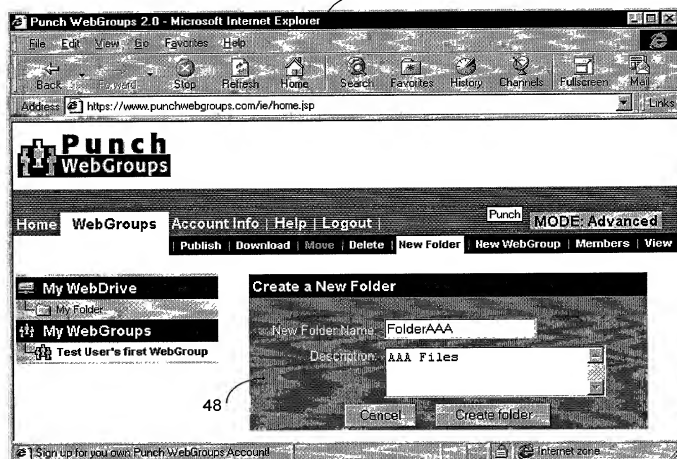 Punch WebGroups 2.0 - Microsoft Internet Explorer
File Edit View Go Favorites Help
Back Forward Stop Refresh Home Search Favorites History Channels Fullscreen Mail
Address https://www.punchwebgroups.com/ie/home.jsp Links
Punch
WebGroups
Punch
Home WebGroups Account Info | Help | Logout | MODE: Advanced
| Publish | Download | Move | Delete | New Folder | New WebGroup | Members | View
My WebDrive
My Folder
My WebGroups
Test User's first WebGroup
Create a New Folder
New Folder Name: FolderAAA
Description: AAA Files
Cancel Create folder
48
Sign up for you own Punch WebGroups Account! Internet zone